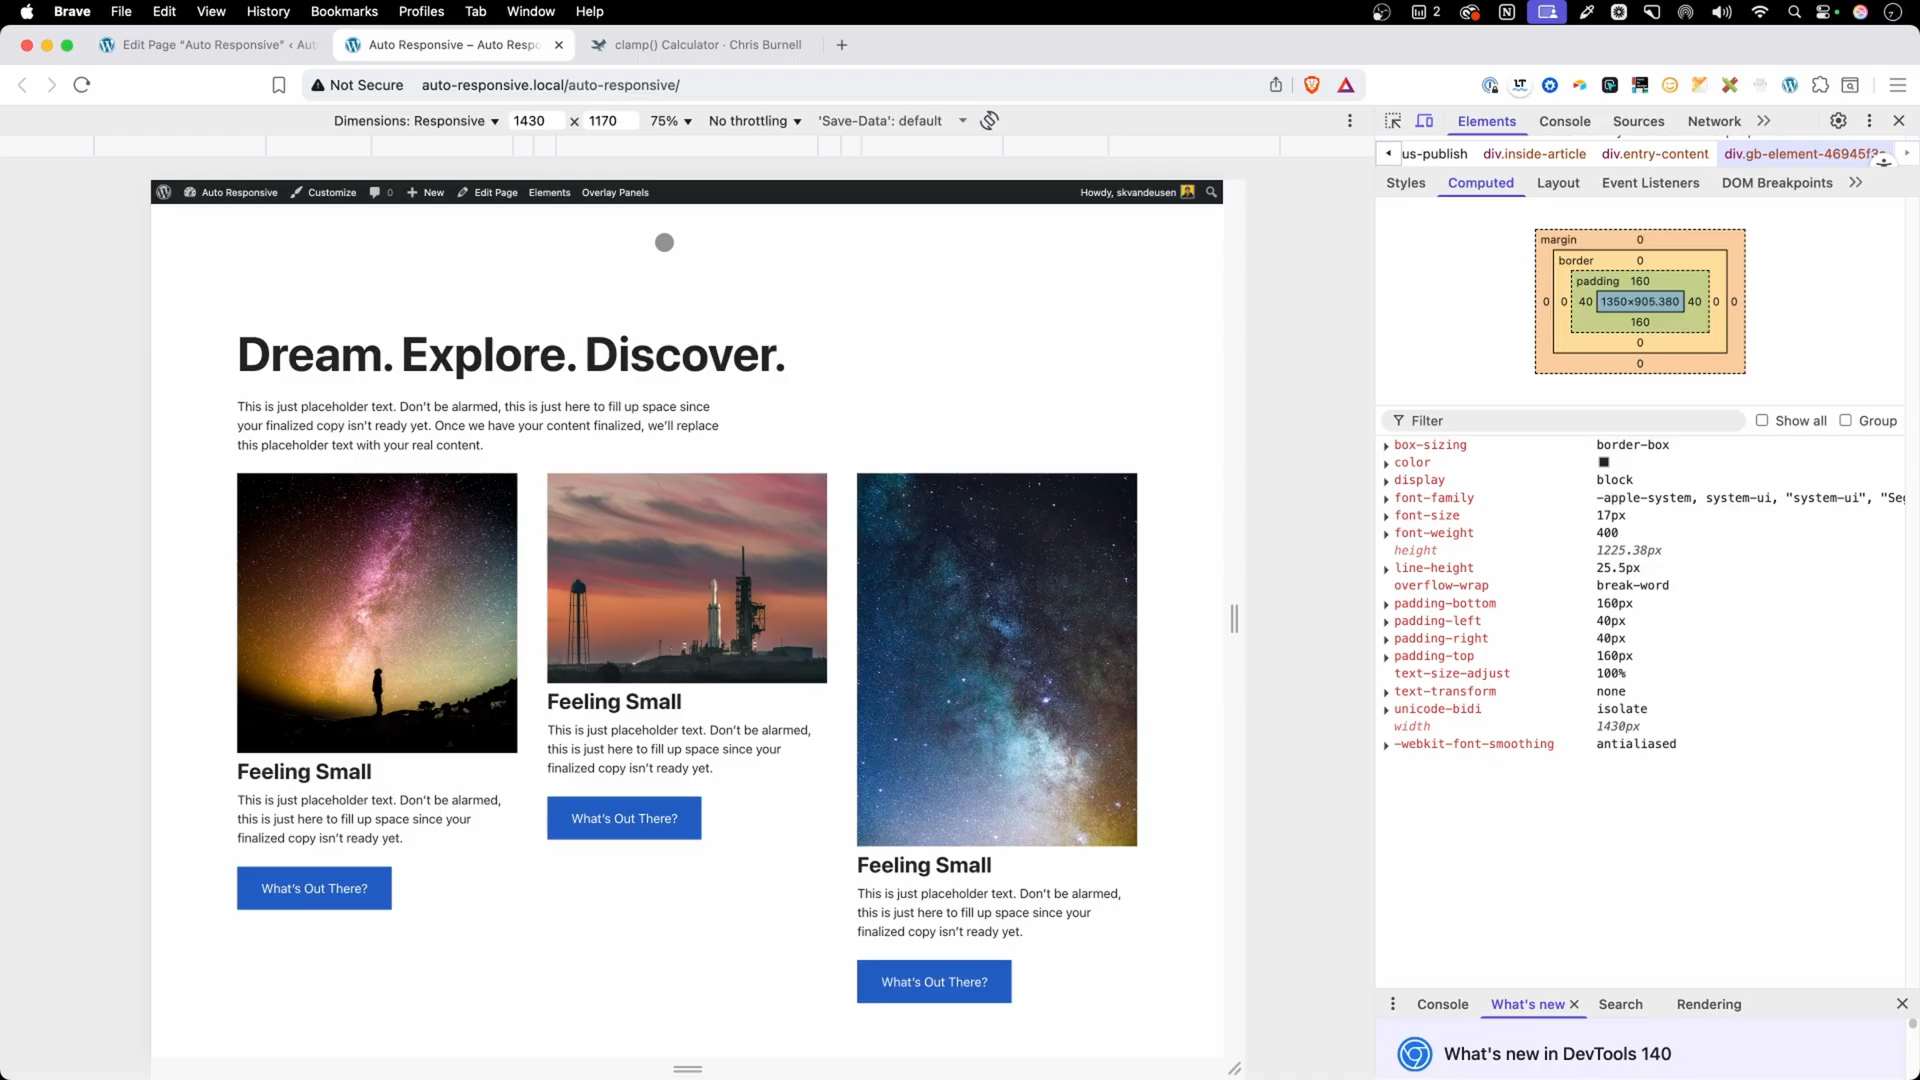 Brave File Edit View History Bookmarks Profiles Tab Window Help 2
Edit Page “Auto Responsive” ‹ Aut
Auto Responsive – Auto Respo
clamp() Calculator · Chris Burnell
Not Secure auto-responsive.local/auto-responsive/
Dimensions: Responsive 1430 x 1170 75% No throttling 'Save-Data': default
Elements Console Sources Network
us-publish div.inside-article div.entry-content div.gb-element-46945f3
Styles Computed Layout Event Listeners DOM Breakpoints
Auto Responsive Customize 0 New Edit Page Elements Overlay Panels Howdy, skvandeusen
Dream. Explore. Discover.
This is just placeholder text. Don’t be alarmed, this is just here to fill up space since
your finalized copy isn’t ready yet. Once we have your content finalized, we’ll replace
this placeholder text with your real content.
Feeling Small
This is just placeholder text. Don’t be alarmed,
this is just here to fill up space since your
finalized copy isn’t ready yet.
What’s Out There?
Feeling Small
This is just placeholder text. Don’t be alarmed,
this is just here to fill up space since your
finalized copy isn’t ready yet.
What’s Out There?
Feeling Small
This is just placeholder text. Don’t be alarmed,
this is just here to fill up space since your
finalized copy isn’t ready yet.
What’s Out There?
margin 0
border 0
padding 160
0 0 40 1350×905.380 40 0 0
160
0
0
Filter Show all Group
box-sizing border-box
color
display block
font-family -apple-system, system-ui, "system-ui", "Seg
font-size 17px
font-weight 400
height 1225.38px
line-height 25.5px
overflow-wrap break-word
padding-bottom 160px
padding-left 40px
padding-right 40px
padding-top 160px
text-size-adjust 100%
text-transform none
unicode-bidi isolate
width 1430px
-webkit-font-smoothing antialiased
Console What's new Search Rendering
What's new in DevTools 140